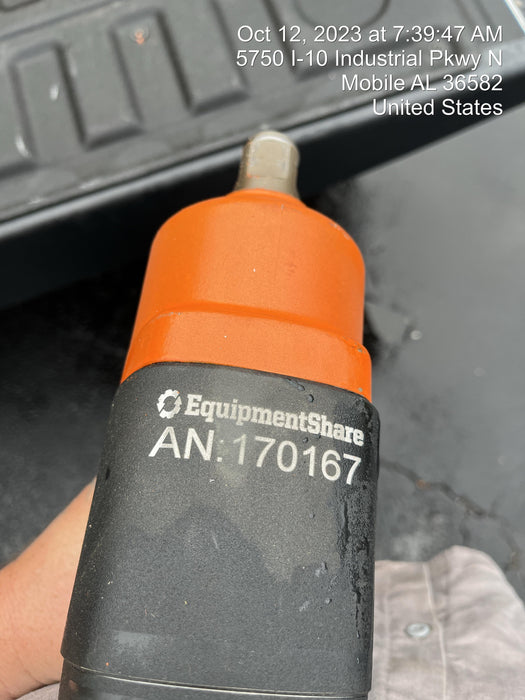 Oct 12, 2023 at 7:39:47 AM
5750 I-10 Industrial Pkwy N
Mobile AL 36582
United States
EquipmentShare
AN:170167